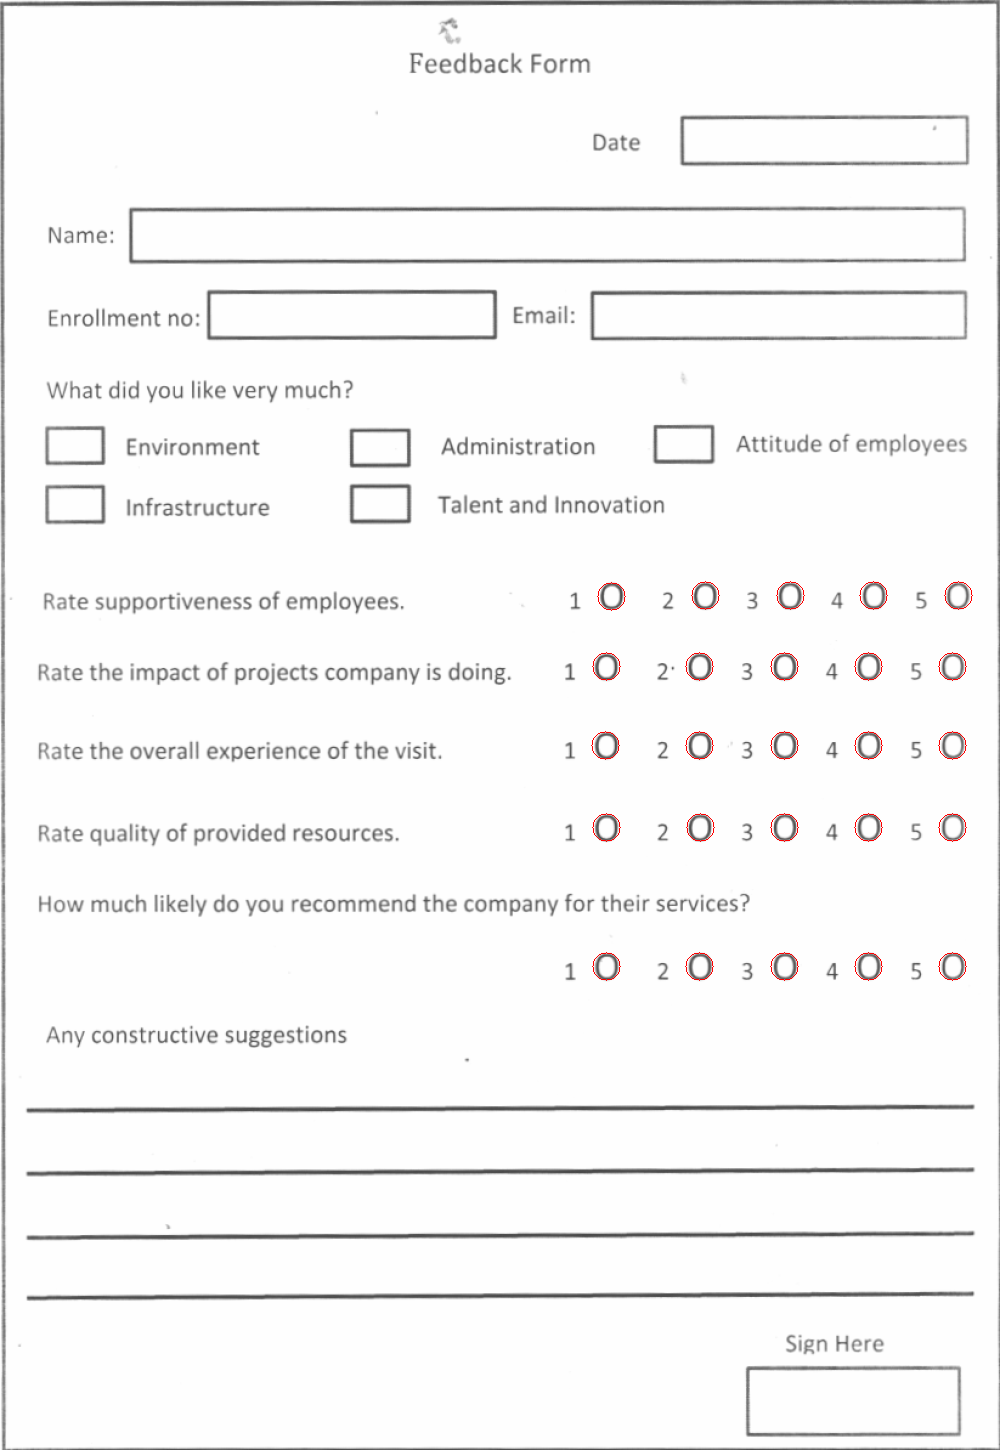 Feedback Form
Date
Name:
Enrollment no: Email:
What did you like very much?
Environment Administration Attitude of employees
Infrastructure Talent and Innovation
Rate supportiveness of employees. 1 O 2 O 3 O 4 O 5 O
Rate the impact of projects company is doing. 1 O 2 O 3 O 4 O 5 O
Rate the overall experience of the visit. 1 O 2 O 3 O 4 O 5 O
Rate quality of provided resources. 1 O 2 O 3 O 4 O 5 O
How much likely do you recommend the company for their services?
1 O 2 O 3 O 4 O 5 O
Any constructive suggestions
Sign Here